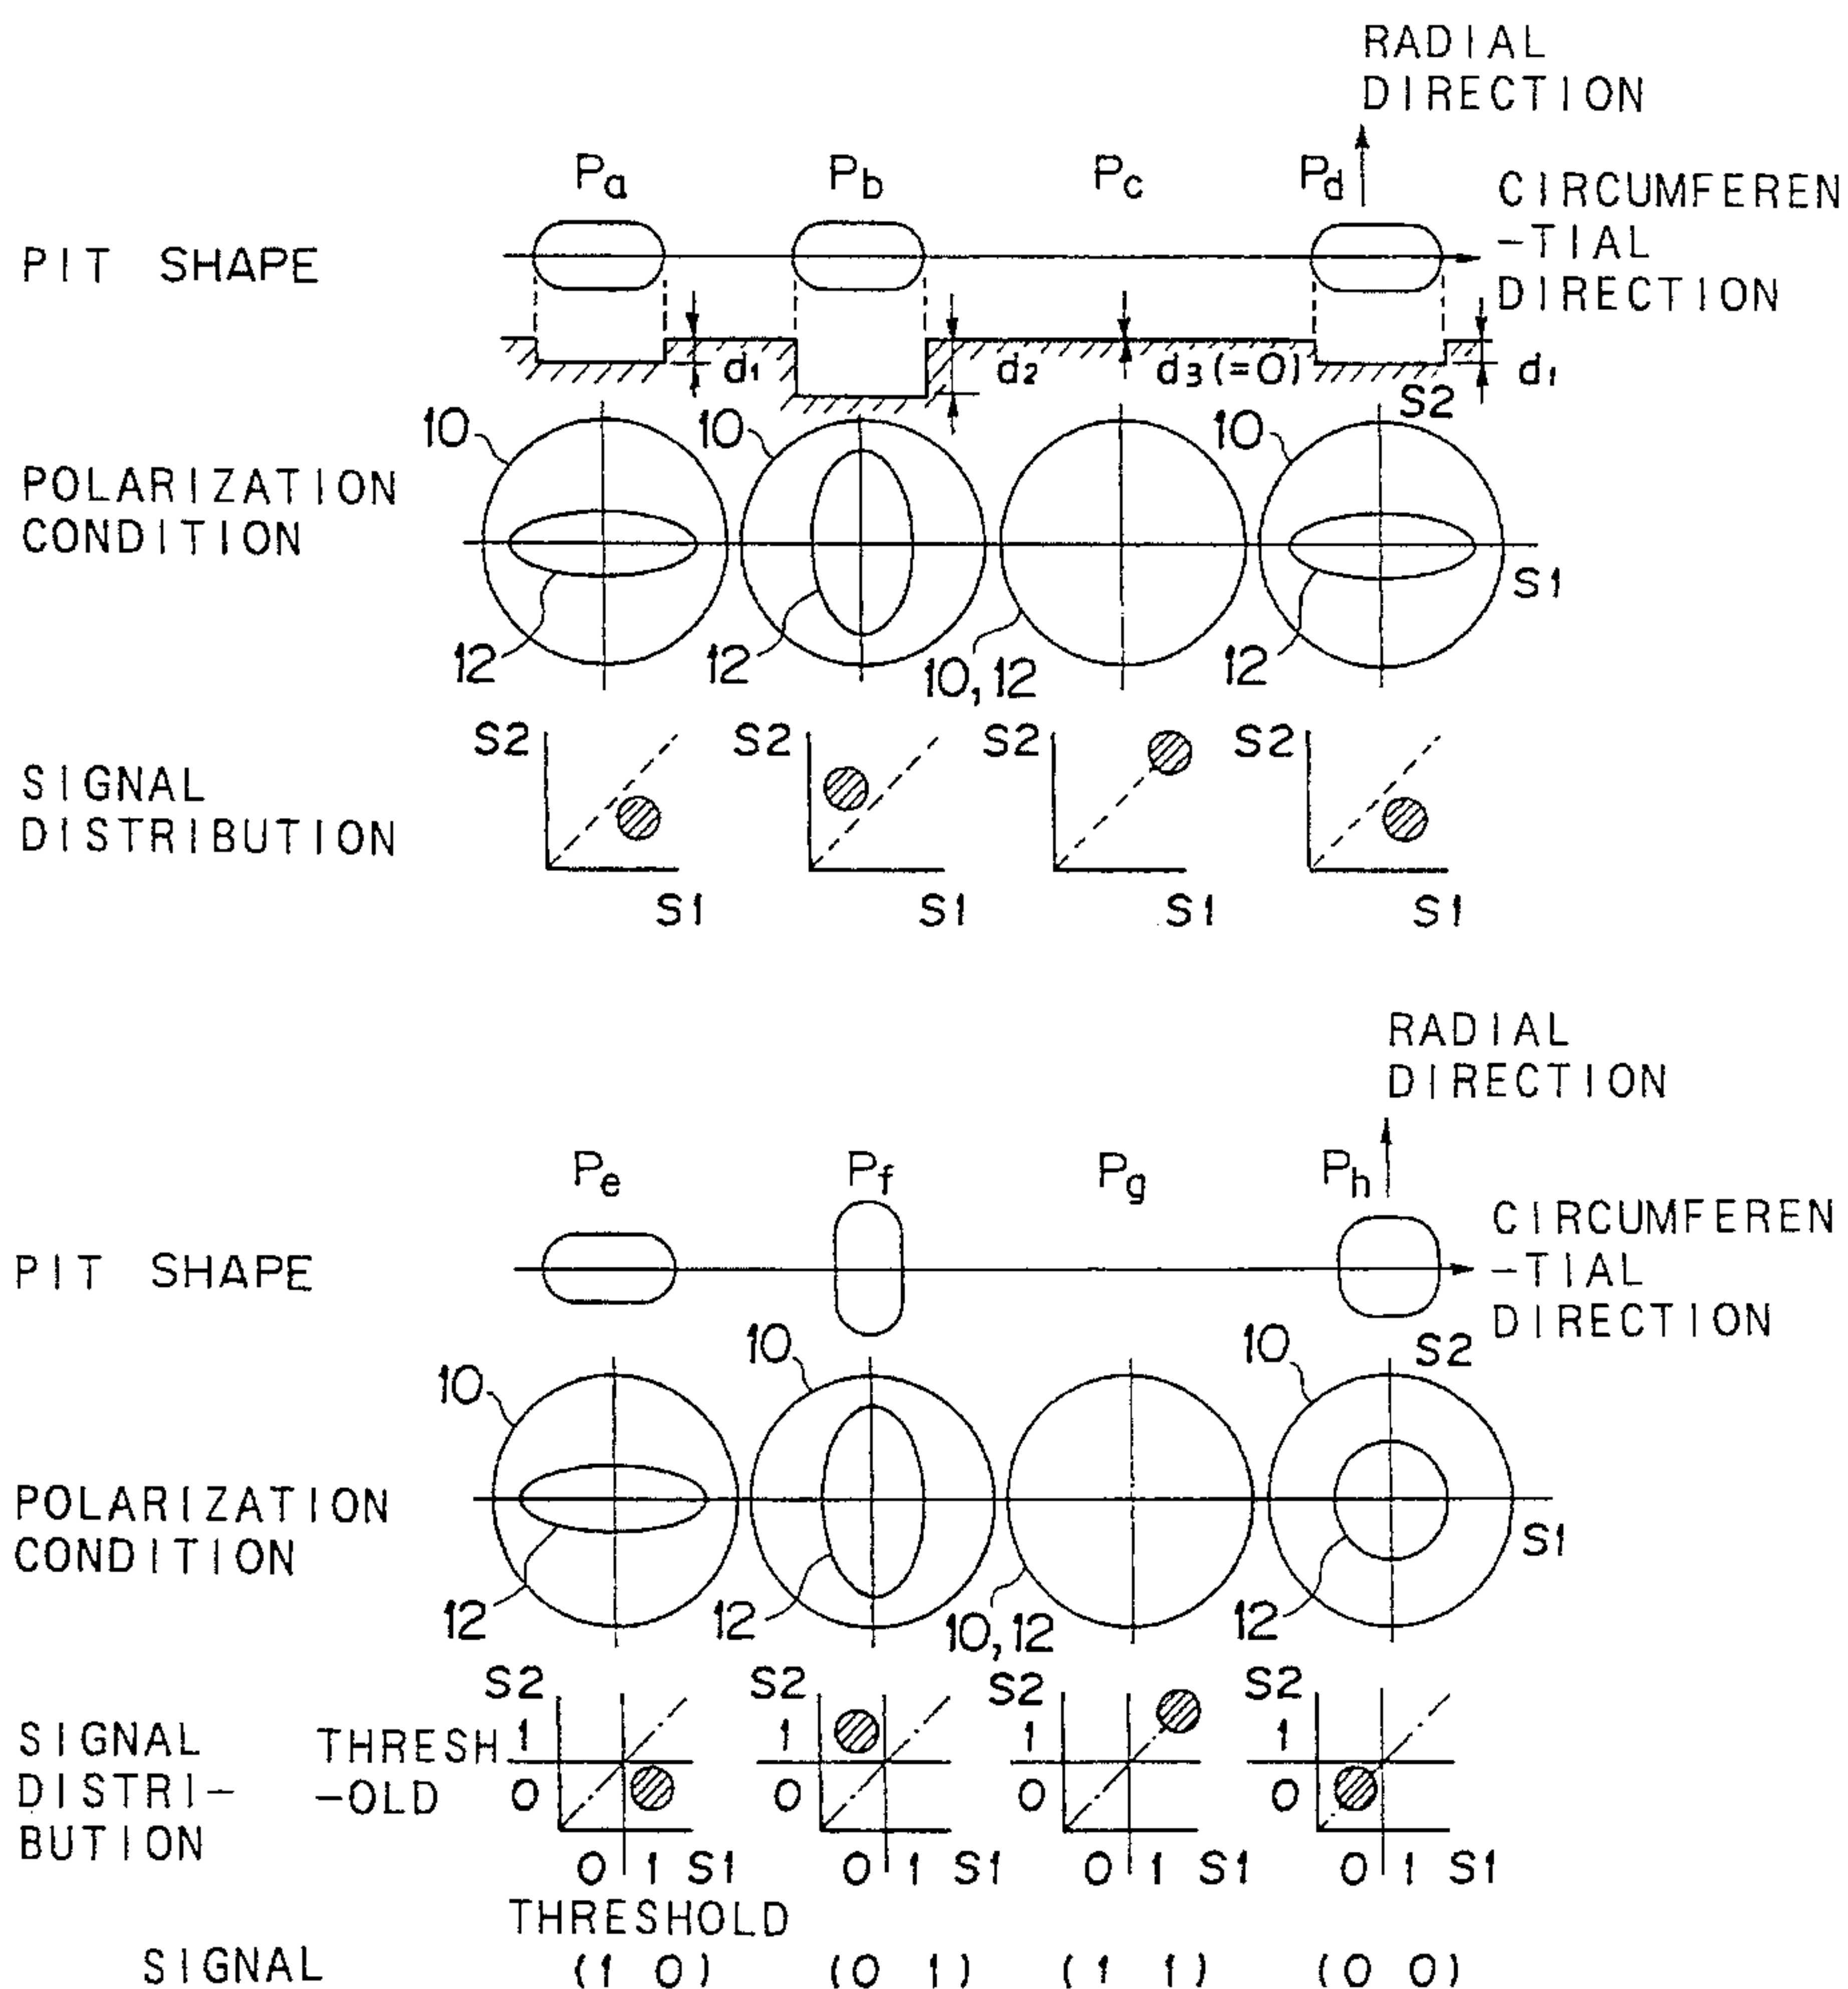 RADIAL
DIRECTION
Pa Pb Pc Pd
CIRCUMFEREN
-TIAL
DIRECTION
PIT SHAPE
d1 d2 d3(=0) d1
S2
10 10 10
POLARIZATION
CONDITION
S1
12 12 10,12 12
S2 S2 S2 S2
SIGNAL
DISTRIBUTION
S1 S1 S1 S1
RADIAL
DIRECTION
Pe Pf Pg Ph
CIRCUMFEREN
-TIAL
DIRECTION
PIT SHAPE
10 10 10 S2
POLARIZATION
CONDITION
S1
12 12 10,12 12
S2 S2 S2 S2
SIGNAL
DISTRI-
BUTION
THRESH
-OLD
1 1 1 1
0 0 0 0
0 1 S1 0 1 S1 0 1 S1 0 1 S1
THRESHOLD
SIGNAL (1 0) (0 1) (1 1) (0 0)